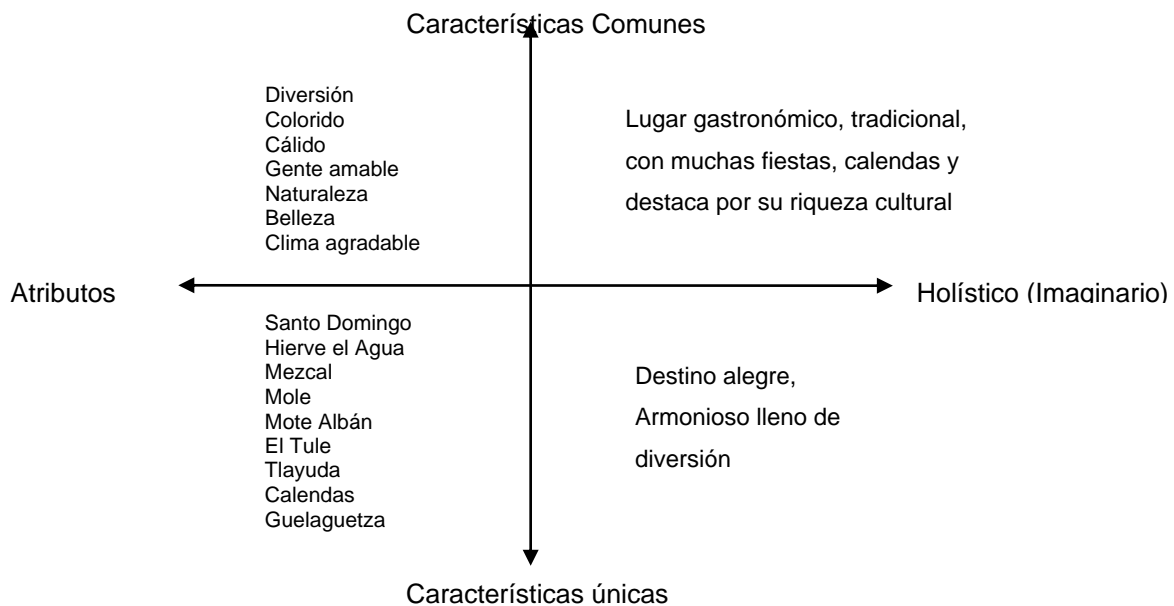 Características Comunes
Diversión
Colorido
Cálido
Gente amable
Naturaleza
Belleza
Clima agradable
Lugar gastronómico, tradicional,
con muchas fiestas, calendas y
destaca por su riqueza cultural
Atributos
Holístico (Imaginario)
Santo Domingo
Hierve el Agua
Mezcal
Mole
Mote Albán
El Tule
Tlayuda
Calendas
Guelaguetza
Destino alegre,
Armonioso lleno de
diversión
Características únicas